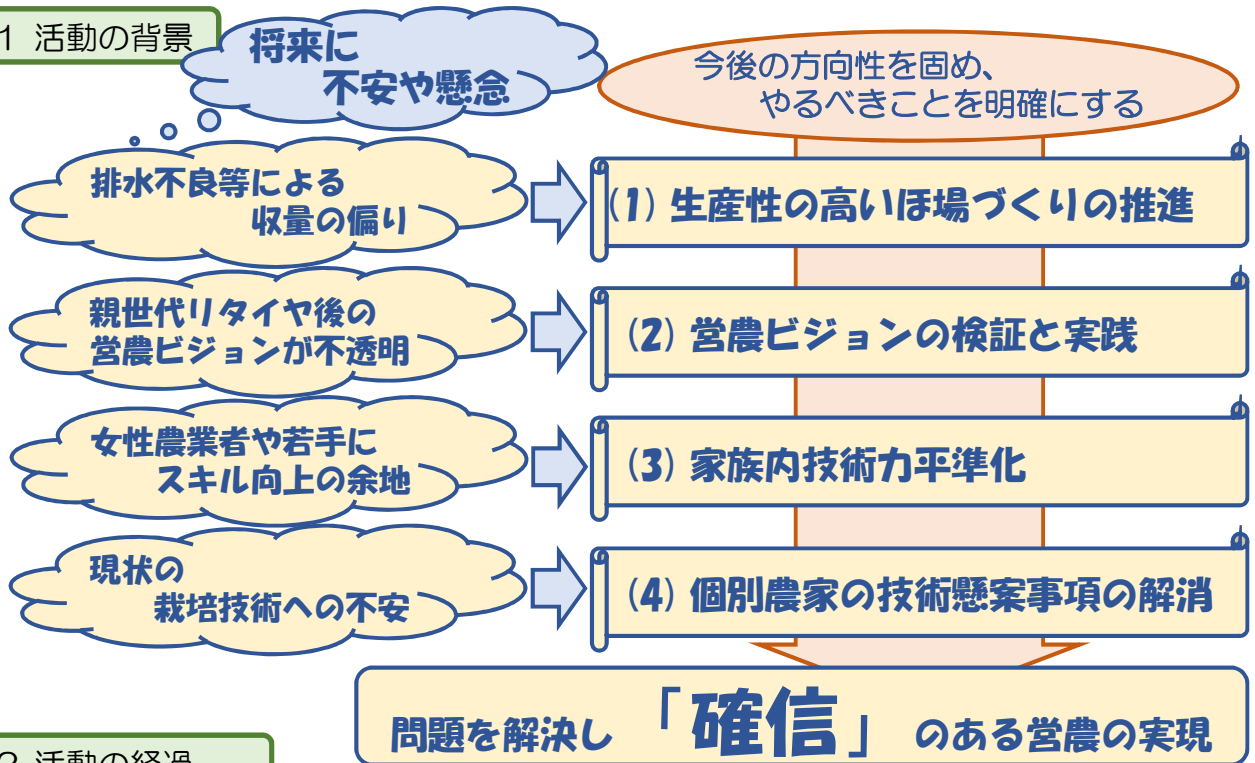 1 活動の背景
将来に
不安や懸念
今後の方向性を固め、
やるべきことを明確にする
排水不良等による
収量の偏り
(1) 生産性の高いほ場づくりの推進
親世代リタイヤ後の
営農ビジョンが不透明
(2) 営農ビジョンの検証と実践
女性農業者や若手に
スキル向上の余地
(3) 家族内技術力平準化
現状の
栽培技術への不安
(4) 個別農家の技術懸案事項の解消
問題を解決し「確信」のある営農の実現
2 活動の経過